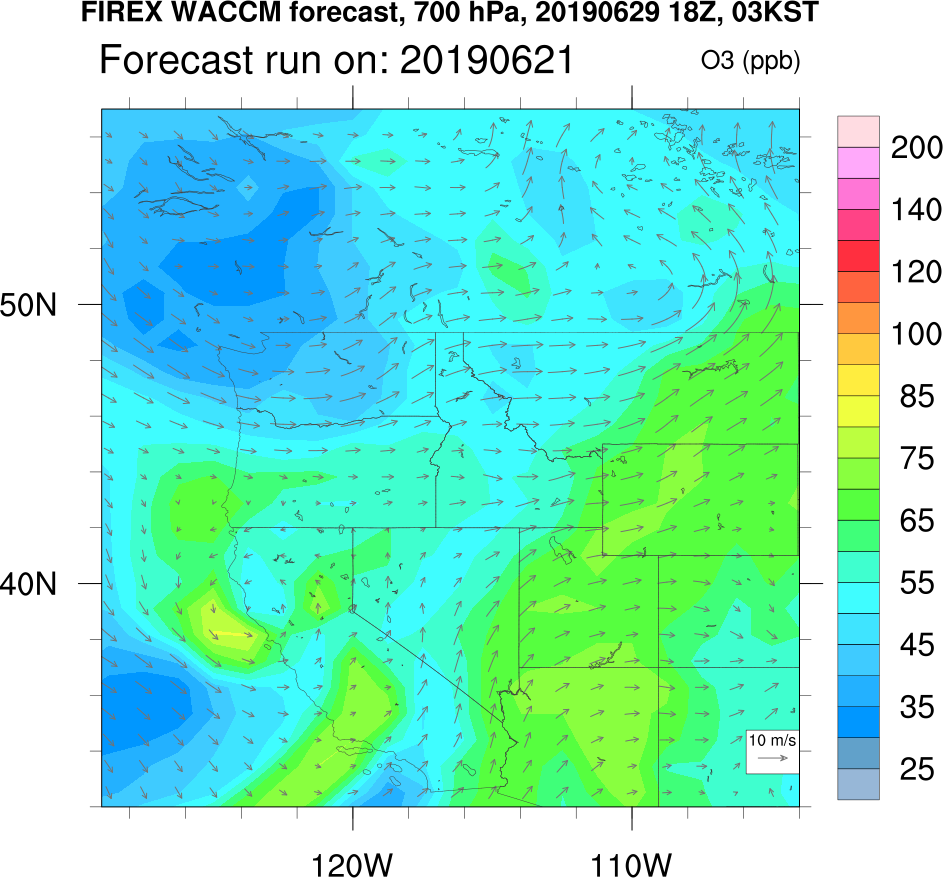 FIREX WACCM forecast, 700 hPa, 20190629 18Z, 03KST
Forecast run on: 20190621
O3 (ppb)
200
140
120
100
85
75
65
55
45
35
25
50N
40N
10 m/s
120W
110W